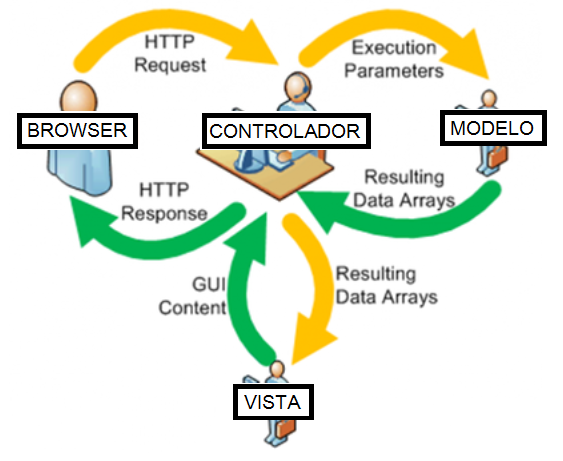 HTTP
Request
Execution
Parameters
BROWSER
CONTROLADOR
MODELO
HTTP
Response
Resulting
Data Arrays
GUI
Content
Resulting
Data Arrays
VISTA